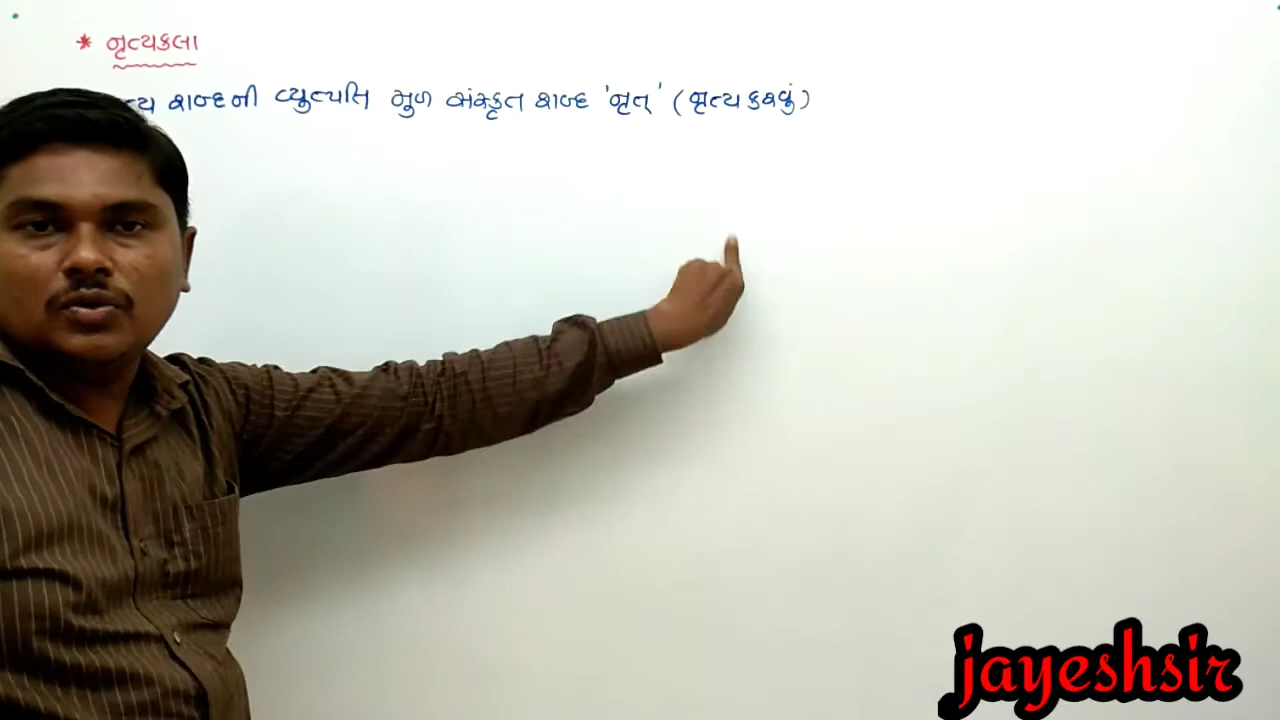 * નૃત્યકલા
ત્ય શબ્દની વ્યુત્પતિ મુળ સંસ્કૃત શબ્દ 'નૃત્' (નૃત્ય કરવું)
jayeshsir